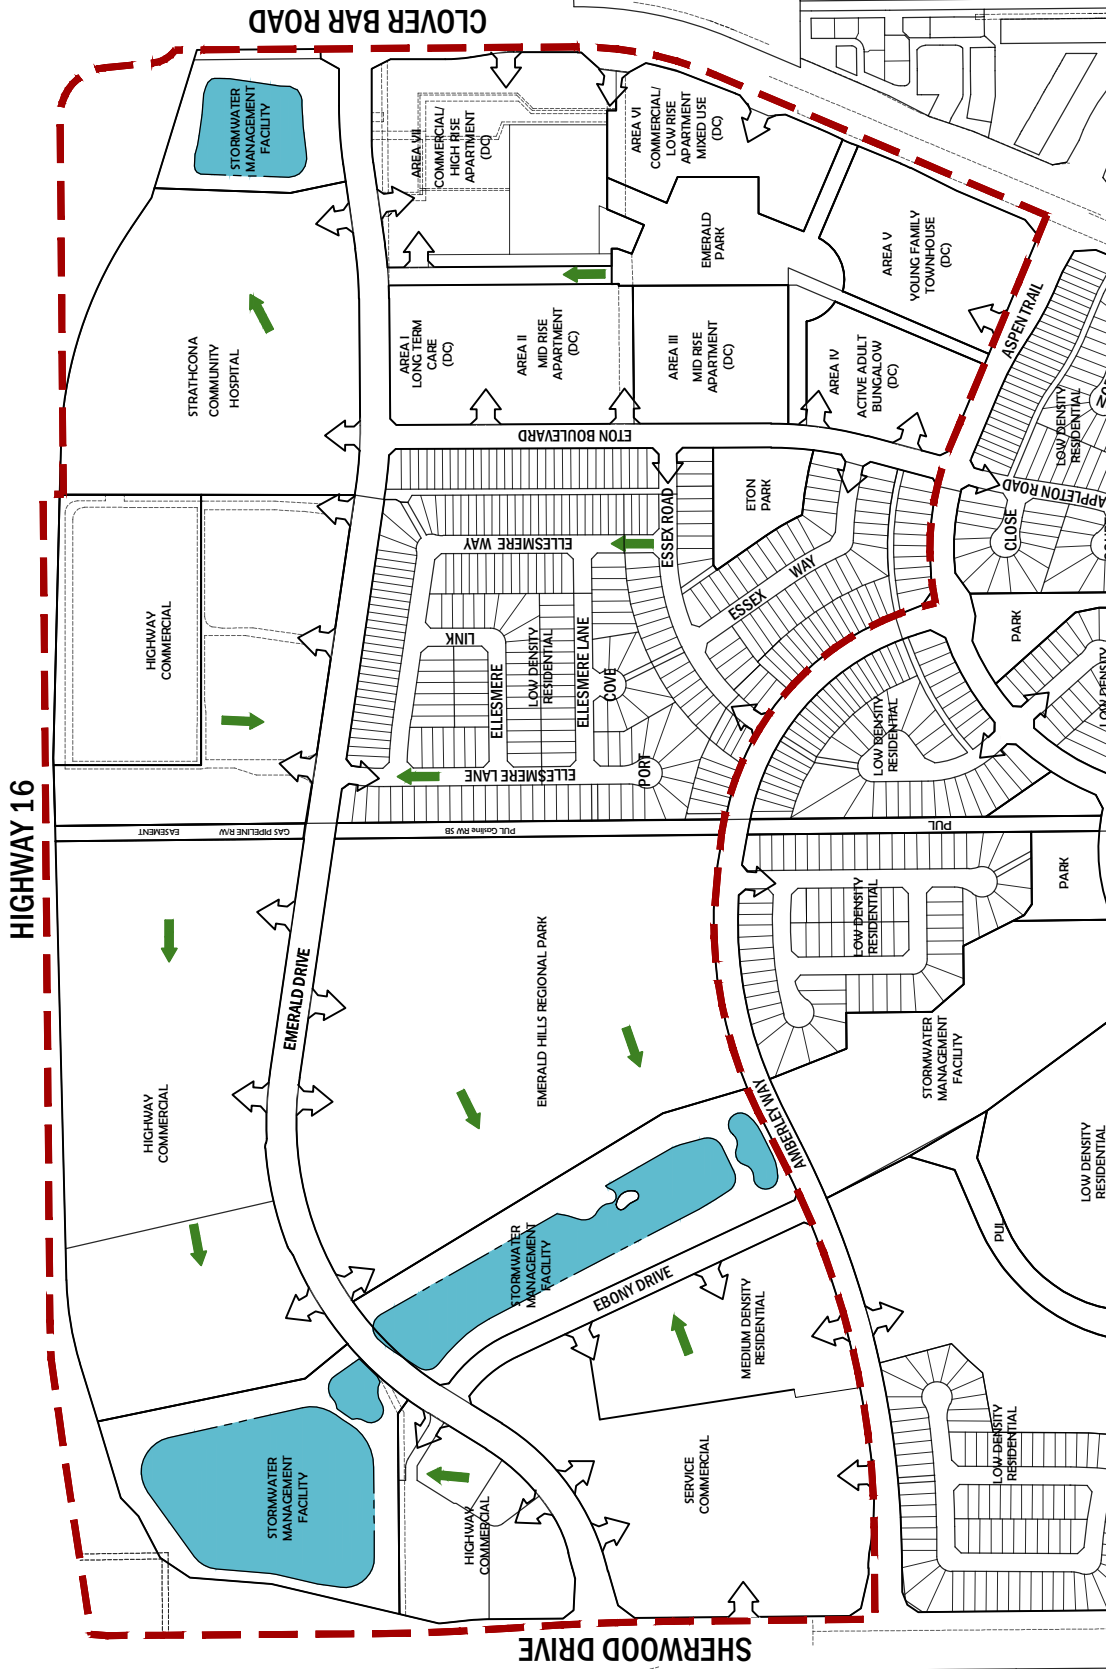 CLOVER BAR ROAD
HIGHWAY 16
SHERWOOD DRIVE
STORMWATER
MANAGEMENT
FACILITY
STRATHCONA
COMMUNITY
HOSPITAL
AREA VII
COMMERCIAL/
HIGH RISE
APARTMENT
(DC)
AREA VI
COMMERCIAL/
LOW RISE
APARTMENT
MIXED USE
(DC)
EMERALD
PARK
AREA V
YOUNG FAMILY
TOWNHOUSE
(DC)
AREA I
LONG TERM
CARE
(DC)
AREA II
MID RISE
APARTMENT
(DC)
AREA III
MID RISE
APARTMENT
(DC)
AREA IV
ACTIVE ADULT
BUNGALOW
(DC)
ASPEN TRAIL
LOW DENSITY
RESIDENTIAL
ETON BOULEVARD
APPLETON ROAD
CLOSE
ETON
PARK
ESSEX ROAD
ELLESMERE WAY
ESSEX
WAY
HIGHWAY
COMMERCIAL
LINK
ELLESMERE
LOW DENSITY
RESIDENTIAL
ELLESMERE LANE
COVE
PORT
ELLESMERE LANE
PARK
LOW DENSITY
LOW DENSITY
RESIDENTIAL
EASEMENT
GAS PIPELINE R/W
PUL Gasline RW SB
PUL
PARK
LOW DENSITY
RESIDENTIAL
EMERALD DRIVE
EMERALD HILLS REGIONAL PARK
STORMWATER
MANAGEMENT
FACILITY
HIGHWAY
COMMERCIAL
AMBERLEY WAY
LOW DENSITY
RESIDENTIAL
PUL
STORMWATER
MANAGEMENT
FACILITY
EBONY DRIVE
MEDIUM DENSITY
RESIDENTIAL
STORMWATER
MANAGEMENT
FACILITY
HIGHWAY
COMMERCIAL
SERVICE
COMMERCIAL
LOW DENSITY
RESIDENTIAL